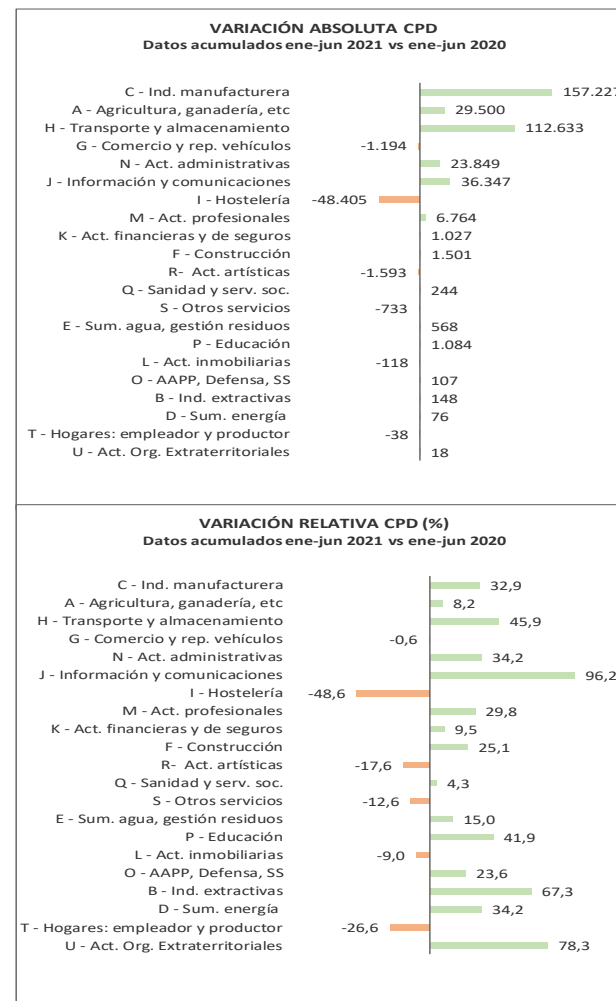 VARIACIÓN ABSOLUTA CPD
Datos acumulados ene-jun 2021 vs ene-jun 2020
C - Ind. manufacturera 157.227
A - Agricultura, ganadería, etc 29.500
H - Transporte y almacenamiento 112.633
G - Comercio y rep. vehículos -1.194
N - Act. administrativas 23.849
J - Información y comunicaciones 36.347
I - Hostelería -48.405
M - Act. profesionales 6.764
K - Act. financieras y de seguros 1.027
F - Construcción 1.501
R- Act. artísticas -1.593
Q - Sanidad y serv. soc. 244
S - Otros servicios -733
E - Sum. agua, gestión residuos 568
P - Educación 1.084
L - Act. inmobiliarias -118
O - AAPP, Defensa, SS 107
B - Ind. extractivas 148
D - Sum. energía 76
T - Hogares: empleador y productor -38
U - Act. Org. Extraterritoriales 18
VARIACIÓN RELATIVA CPD (%)
Datos acumulados ene-jun 2021 vs ene-jun 2020
C - Ind. manufacturera 32,9
A - Agricultura, ganadería, etc 8,2
H - Transporte y almacenamiento 45,9
G - Comercio y rep. vehículos -0,6
N - Act. administrativas 34,2
J - Información y comunicaciones 96,2
I - Hostelería -48,6
M - Act. profesionales 29,8
K - Act. financieras y de seguros 9,5
F - Construcción 25,1
R- Act. artísticas -17,6
Q - Sanidad y serv. soc. 4,3
S - Otros servicios -12,6
E - Sum. agua, gestión residuos 15,0
P - Educación 41,9
L - Act. inmobiliarias -9,0
O - AAPP, Defensa, SS 23,6
B - Ind. extractivas 67,3
D - Sum. energía 34,2
T - Hogares: empleador y productor -26,6
U - Act. Org. Extraterritoriales 78,3